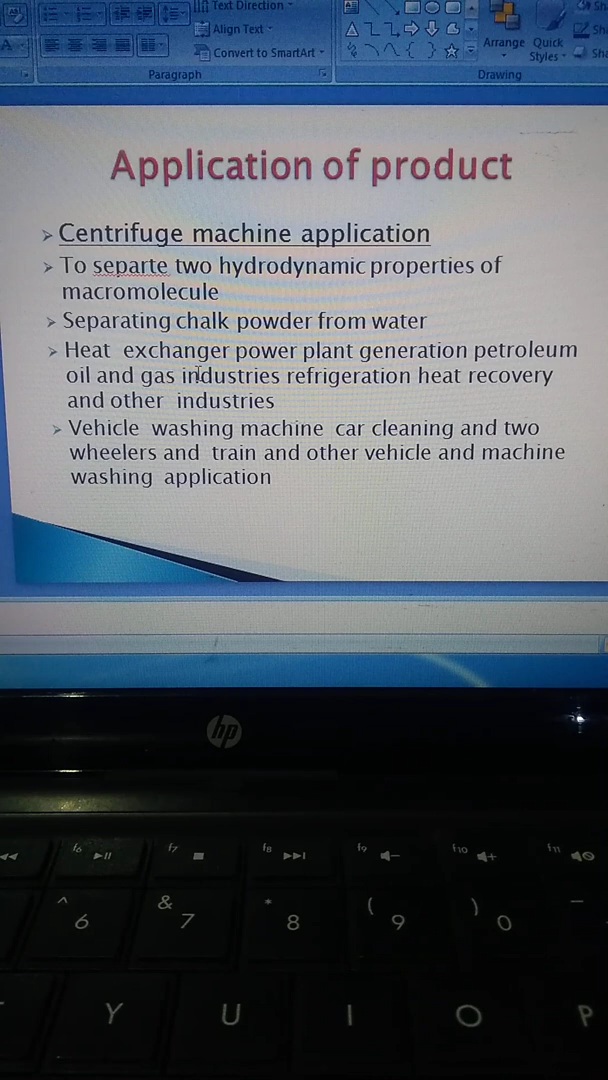 Text Direction
Align Text
Convert to SmartArt
Arrange Quick
Styles
Paragraph
Drawing
Application of product
Centrifuge machine application
To separte two hydrodynamic properties of
macromolecule
Separating chalk powder from water
Heat exchanger power plant generation petroleum
oil and gas industries refrigeration heat recovery
and other industries
Vehicle washing machine car cleaning and two
wheelers and train and other vehicle and machine
washing application
hp
f6 f7 f8 f9 f10 f11
^ & * ( ) _
6 7 8 9 0
Y U I O P